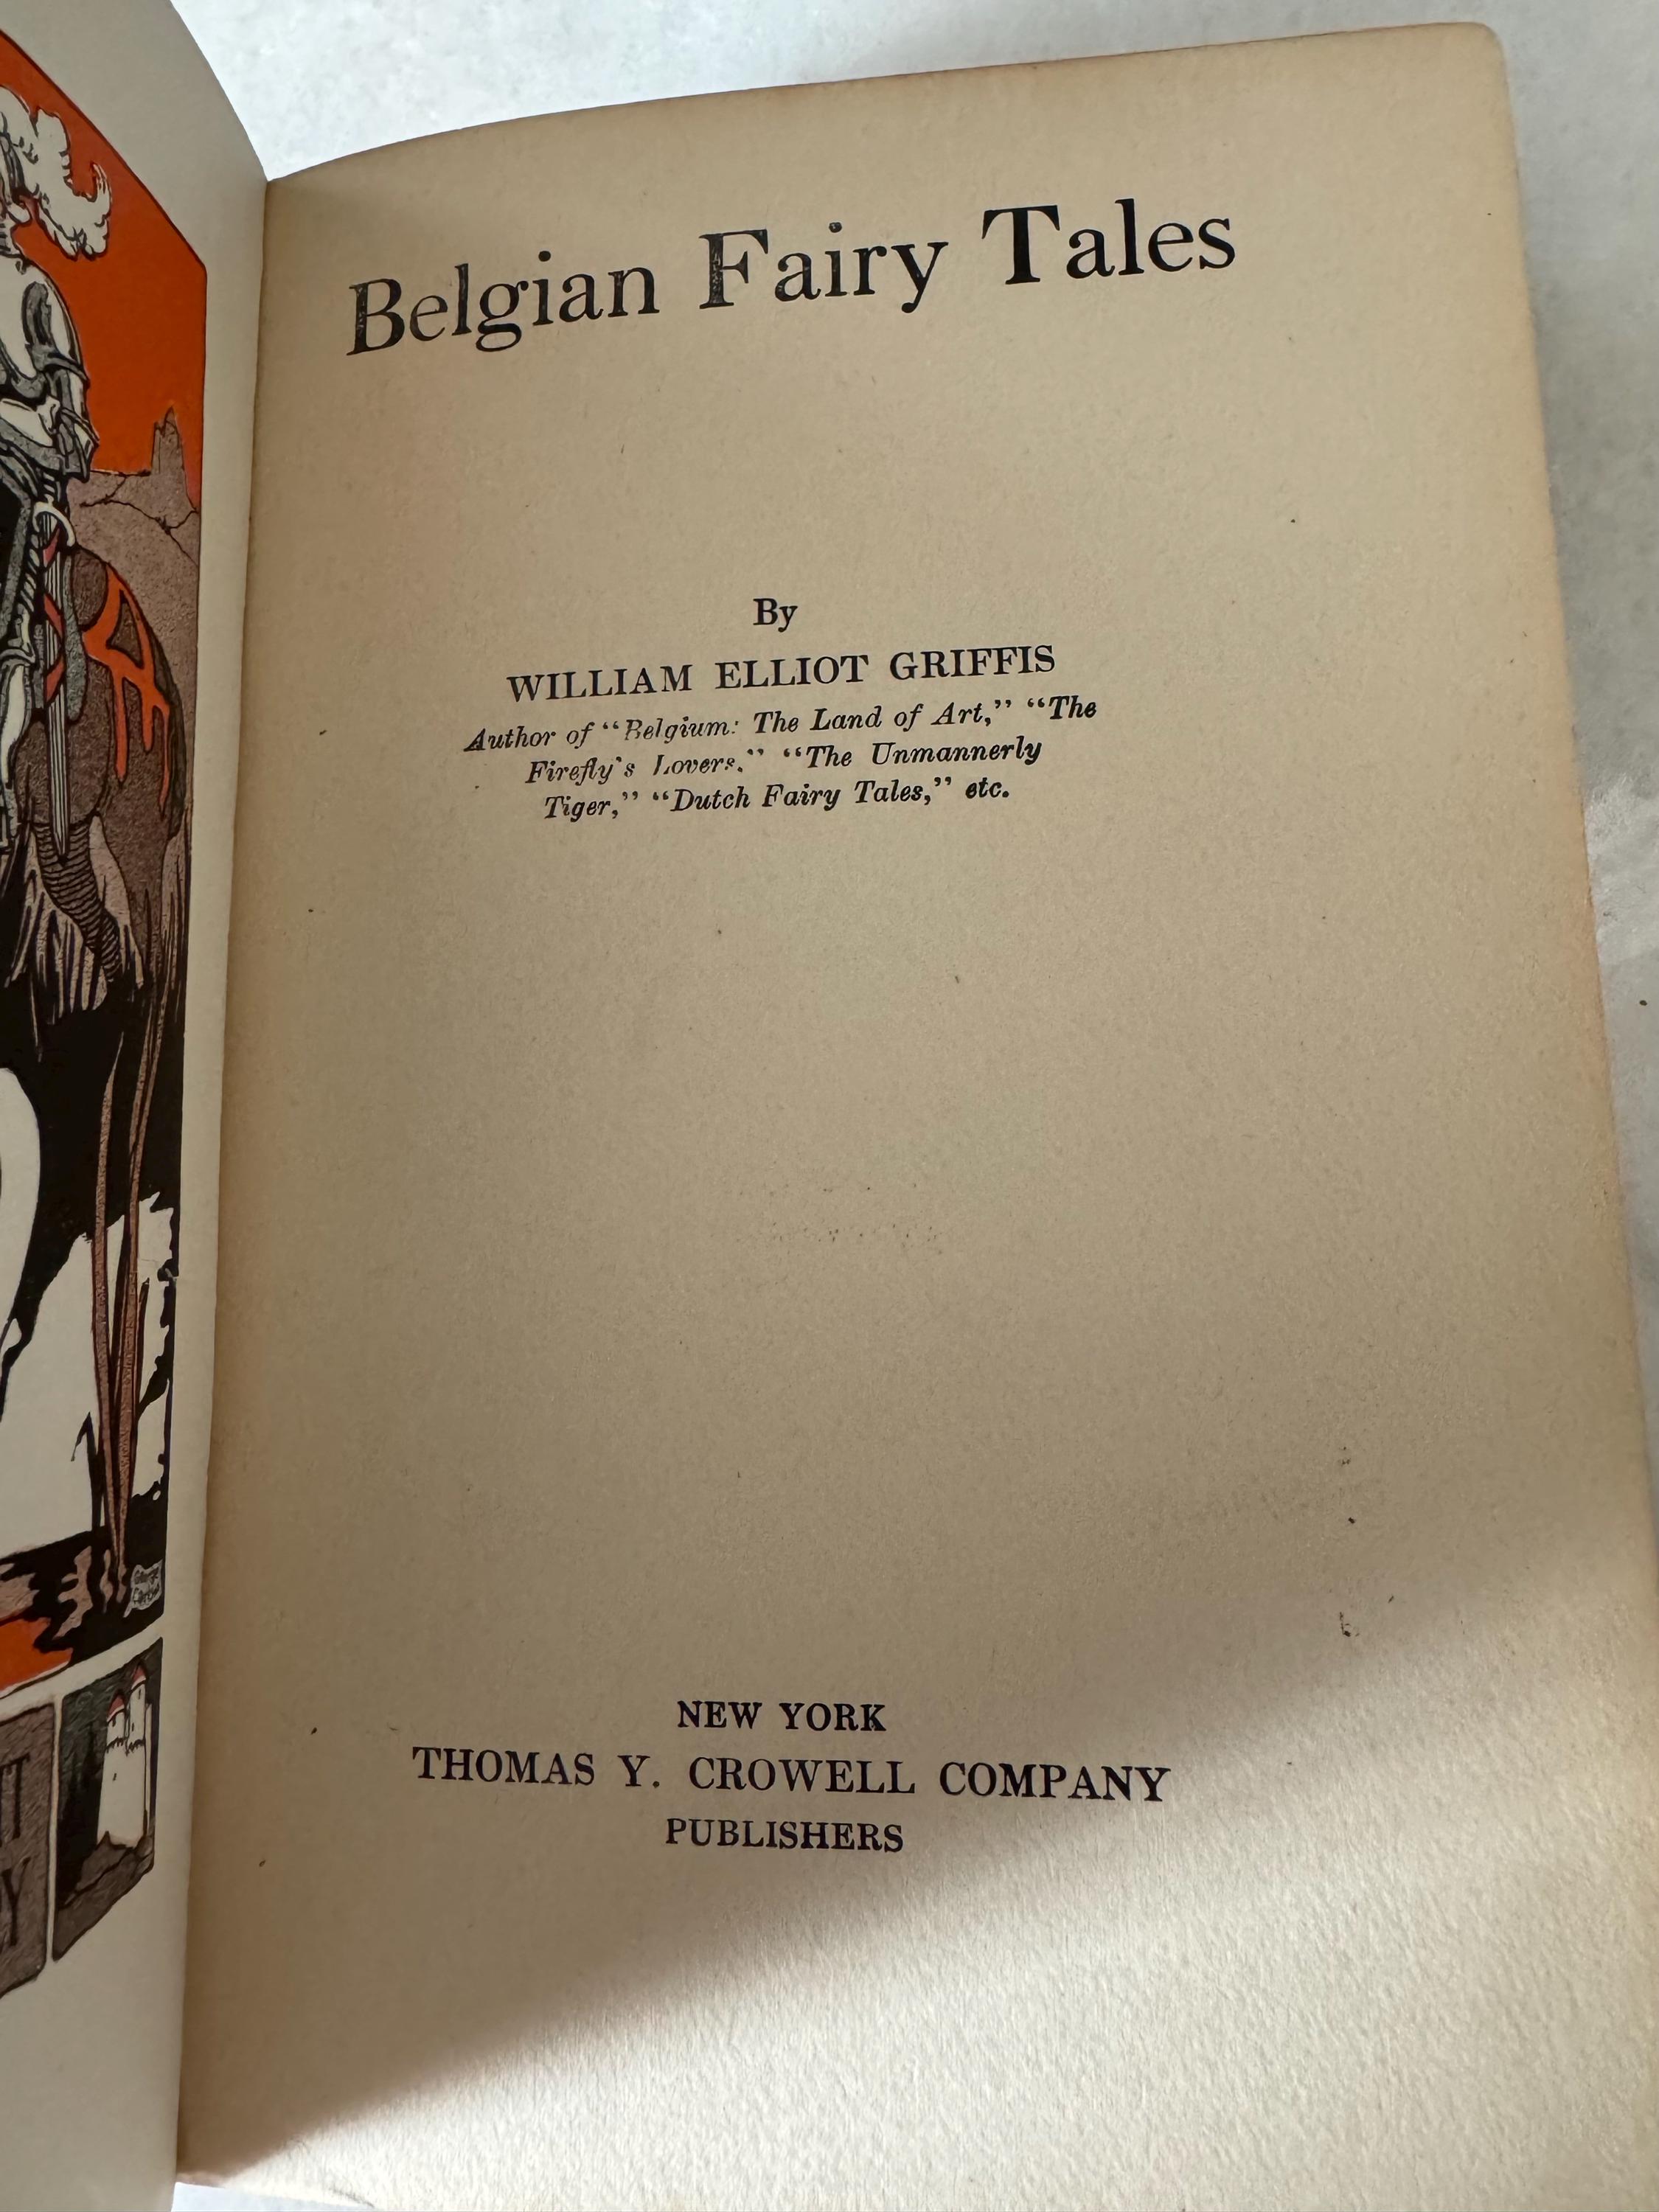 Belgian Fairy Tales
By
WILLIAM ELLIOT GRIFFIS
Author of "Belgium: The Land of Art," "The
Firefly's Lovers," "The Unmannerly
Tiger," "Dutch Fairy Tales," etc.
NEW YORK
THOMAS Y. CROWELL COMPANY
PUBLISHERS
T
Y